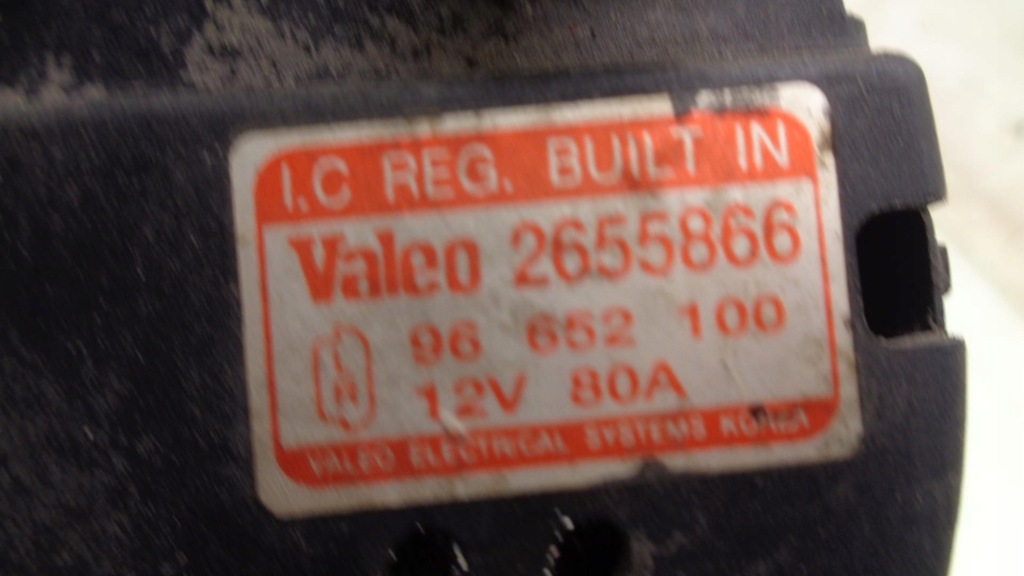 I.C REG. BUILT IN
Valeo 2655866
96 652 100
12V 80A
VALEO ELECTRICAL SYSTEMS KOREA